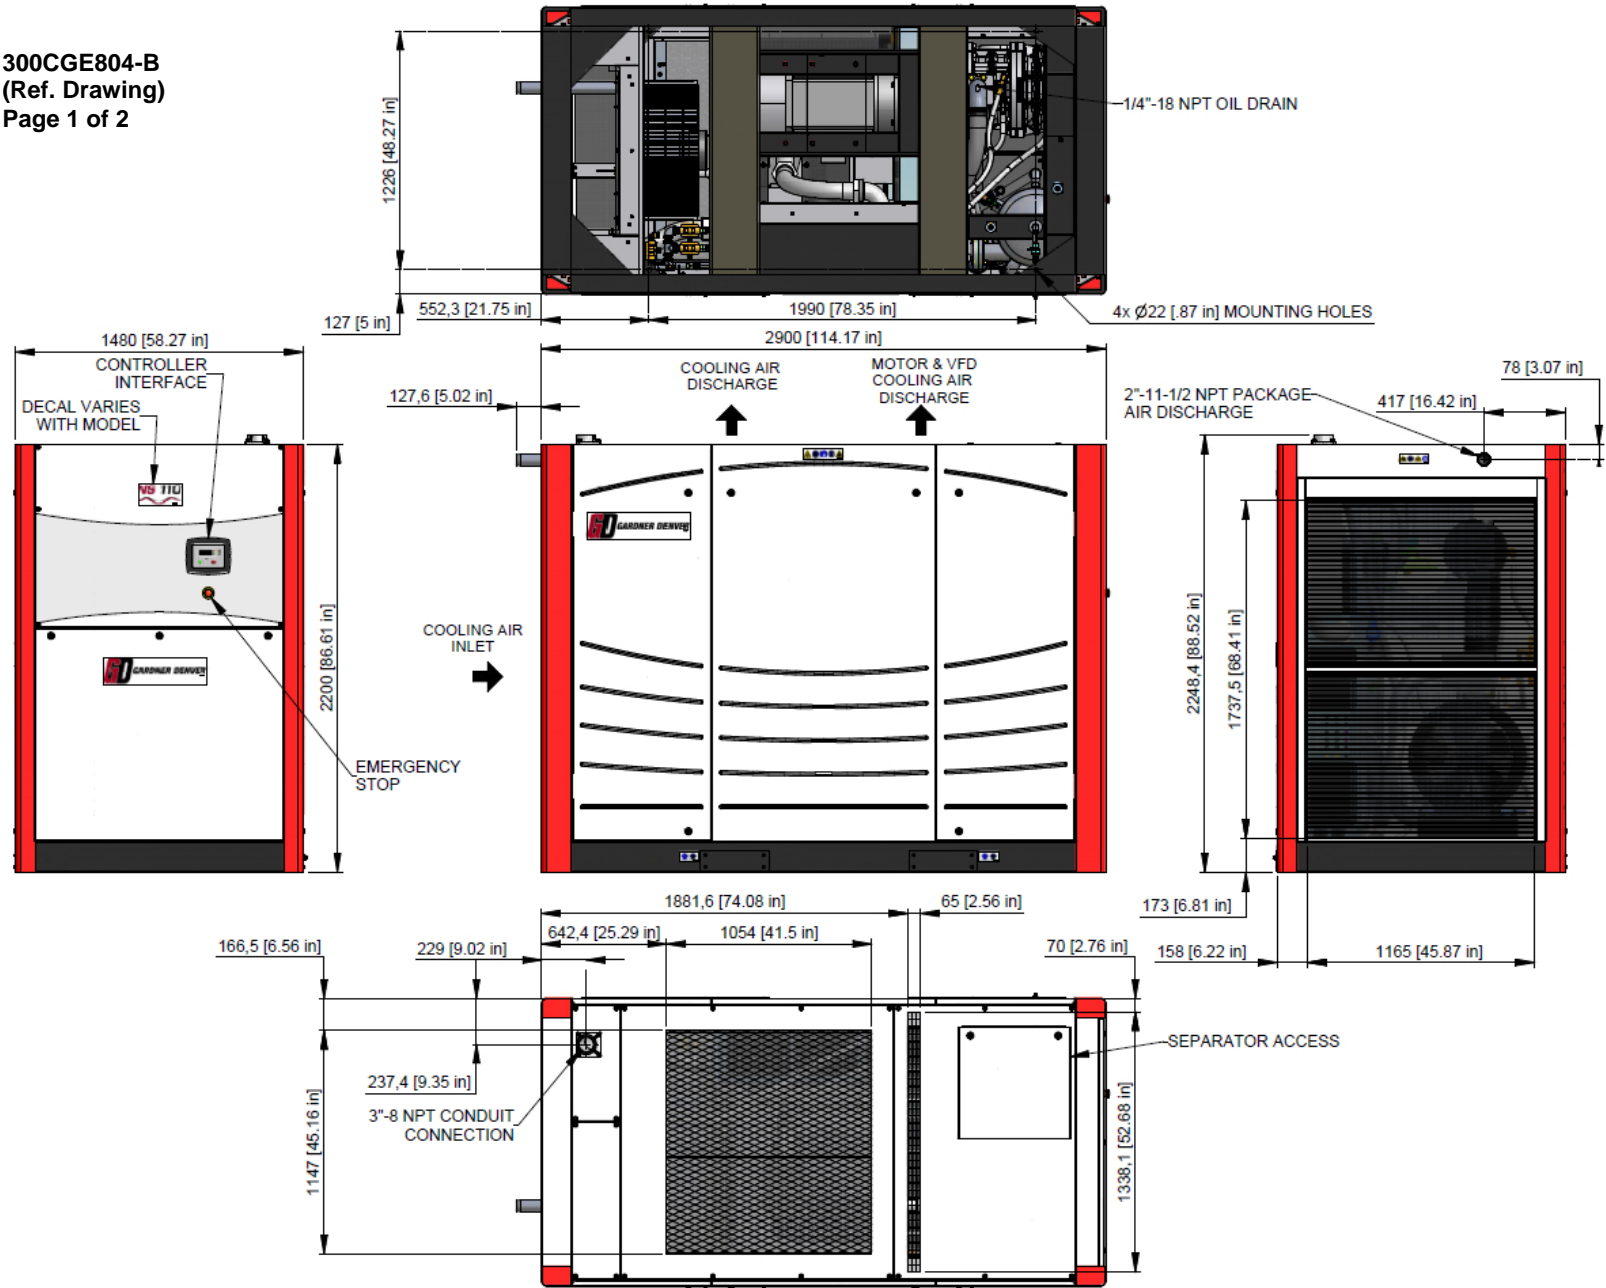 300CGE804-B
(Ref. Drawing)
Page 1 of 2
1226 [48.27 in]
1/4"-18 NPT OIL DRAIN
127 [5 in]
552,3 [21.75 in]
1990 [78.35 in]
4x Ø22 [.87 in] MOUNTING HOLES
1480 [58.27 in]
2900 [114.17 in]
CONTROLLER
INTERFACE
DECAL VARIES
WITH MODEL
127,6 [5.02 in]
COOLING AIR
DISCHARGE
MOTOR & VFD
COOLING AIR
DISCHARGE
2"-11-1/2 NPT PACKAGE
AIR DISCHARGE
417 [16.42 in]
78 [3.07 in]
VS 110
GD GARDNER DENVER
COOLING AIR
INLET
GD GARDNER DENVER
2200 [86.61 in]
2248,4 [88.52 in]
1737,5 [68.41 in]
EMERGENCY
STOP
1881,6 [74.08 in]
65 [2.56 in]
173 [6.81 in]
166,5 [6.56 in]
229 [9.02 in]
642,4 [25.29 in]
1054 [41.5 in]
70 [2.76 in]
158 [6.22 in]
1165 [45.87 in]
SEPARATOR ACCESS
237,4 [9.35 in]
3"-8 NPT CONDUIT
CONNECTION
1147 [45.16 in]
1338,1 [52.68 in]